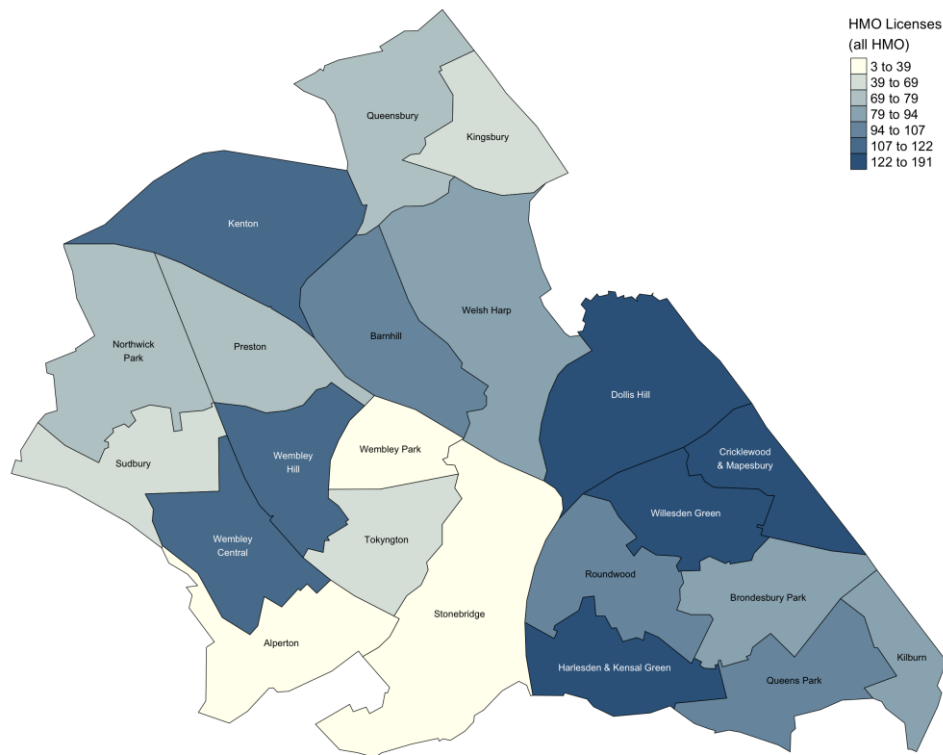 HMO Licenses
(all HMO)
3 to 39
39 to 69
69 to 79
79 to 94
94 to 107
107 to 122
122 to 191
Queensbury
Kingsbury
Kenton
Welsh Harp
Barnhill
Northwick
Park
Preston
Dollis Hill
Wembley Park
Cricklewood
& Mapesbury
Sudbury
Wembley
Hill
Willesden Green
Wembley
Central
Tokyngton
Roundwood
Brondesbury Park
Stonebridge
Alperton
Kilburn
Harlesden & Kensal Green
Queens Park